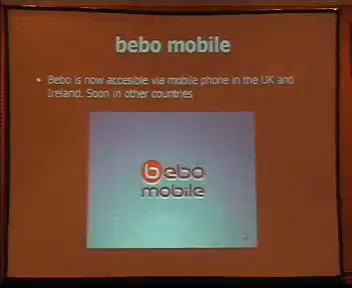 bebo mobile
• Bebo is now accesible via mobile phone in the UK and
Ireland. Soon in other countries
bebo
mobile